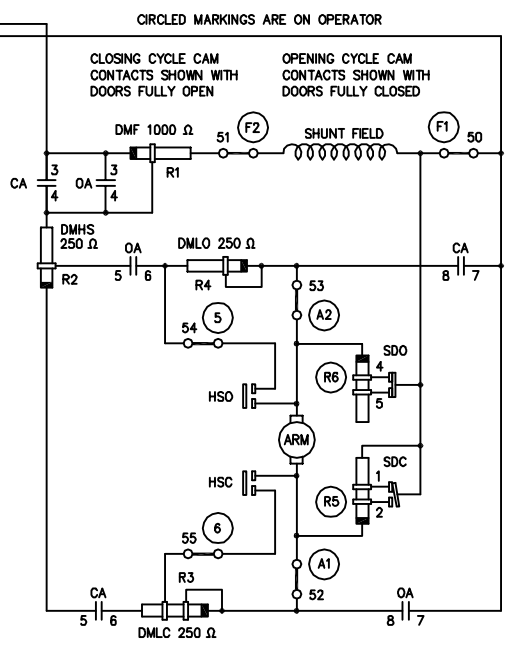 CIRCLED MARKINGS ARE ON OPERATOR
CLOSING CYCLE CAM
CONTACTS SHOWN WITH
DOORS FULLY OPEN
OPENING CYCLE CAM
CONTACTS SHOWN WITH
DOORS FULLY CLOSED
DMF 1000 Ω
51
F2
SHUNT FIELD
F1
50
R1
CA
3
4
OA
3
4
DMHS
250 Ω
R2
OA
5
6
DMLO 250 Ω
R4
CA
8
7
53
A2
54
5
SDO
R6
4
5
HSO
ARM
SDC
HSC
R5
1
2
55
6
R3
A1
52
CA
5
6
DMLC 250 Ω
OA
8
7